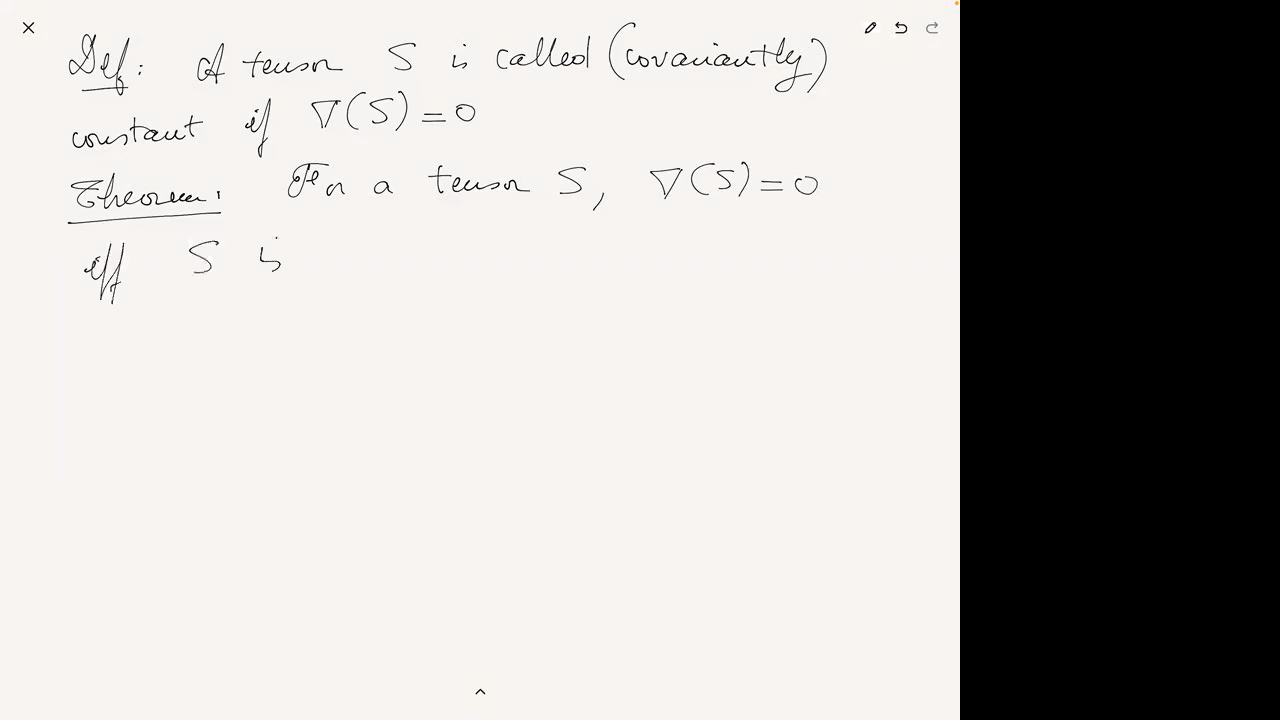 Def: A tensor S is called (covariantly)
constant if ∇(S) = 0
Theorem: For a tensor S, ∇(S) = 0
iff S is